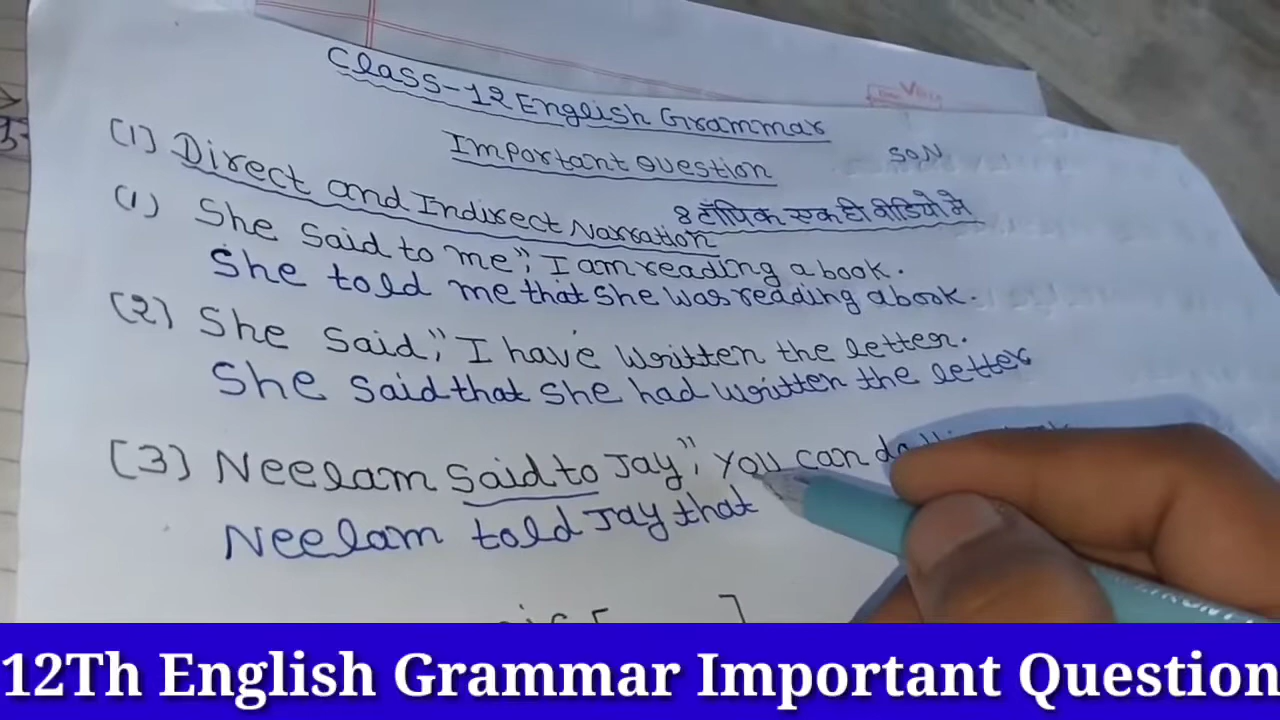 Class-12 English Grammar
Important Question
SON
(1) Direct and Indirect Narration
8 टॉपिक एक ही वीडियो मे
(1) She said to me", I am reading a book.
She told me that she was reading a book.
(2) She said," I have written the letter.
She said that she had written the letter
(3) Neelam said to Jay", You can
Neelam told Jay that
12Th English Grammar Important Question